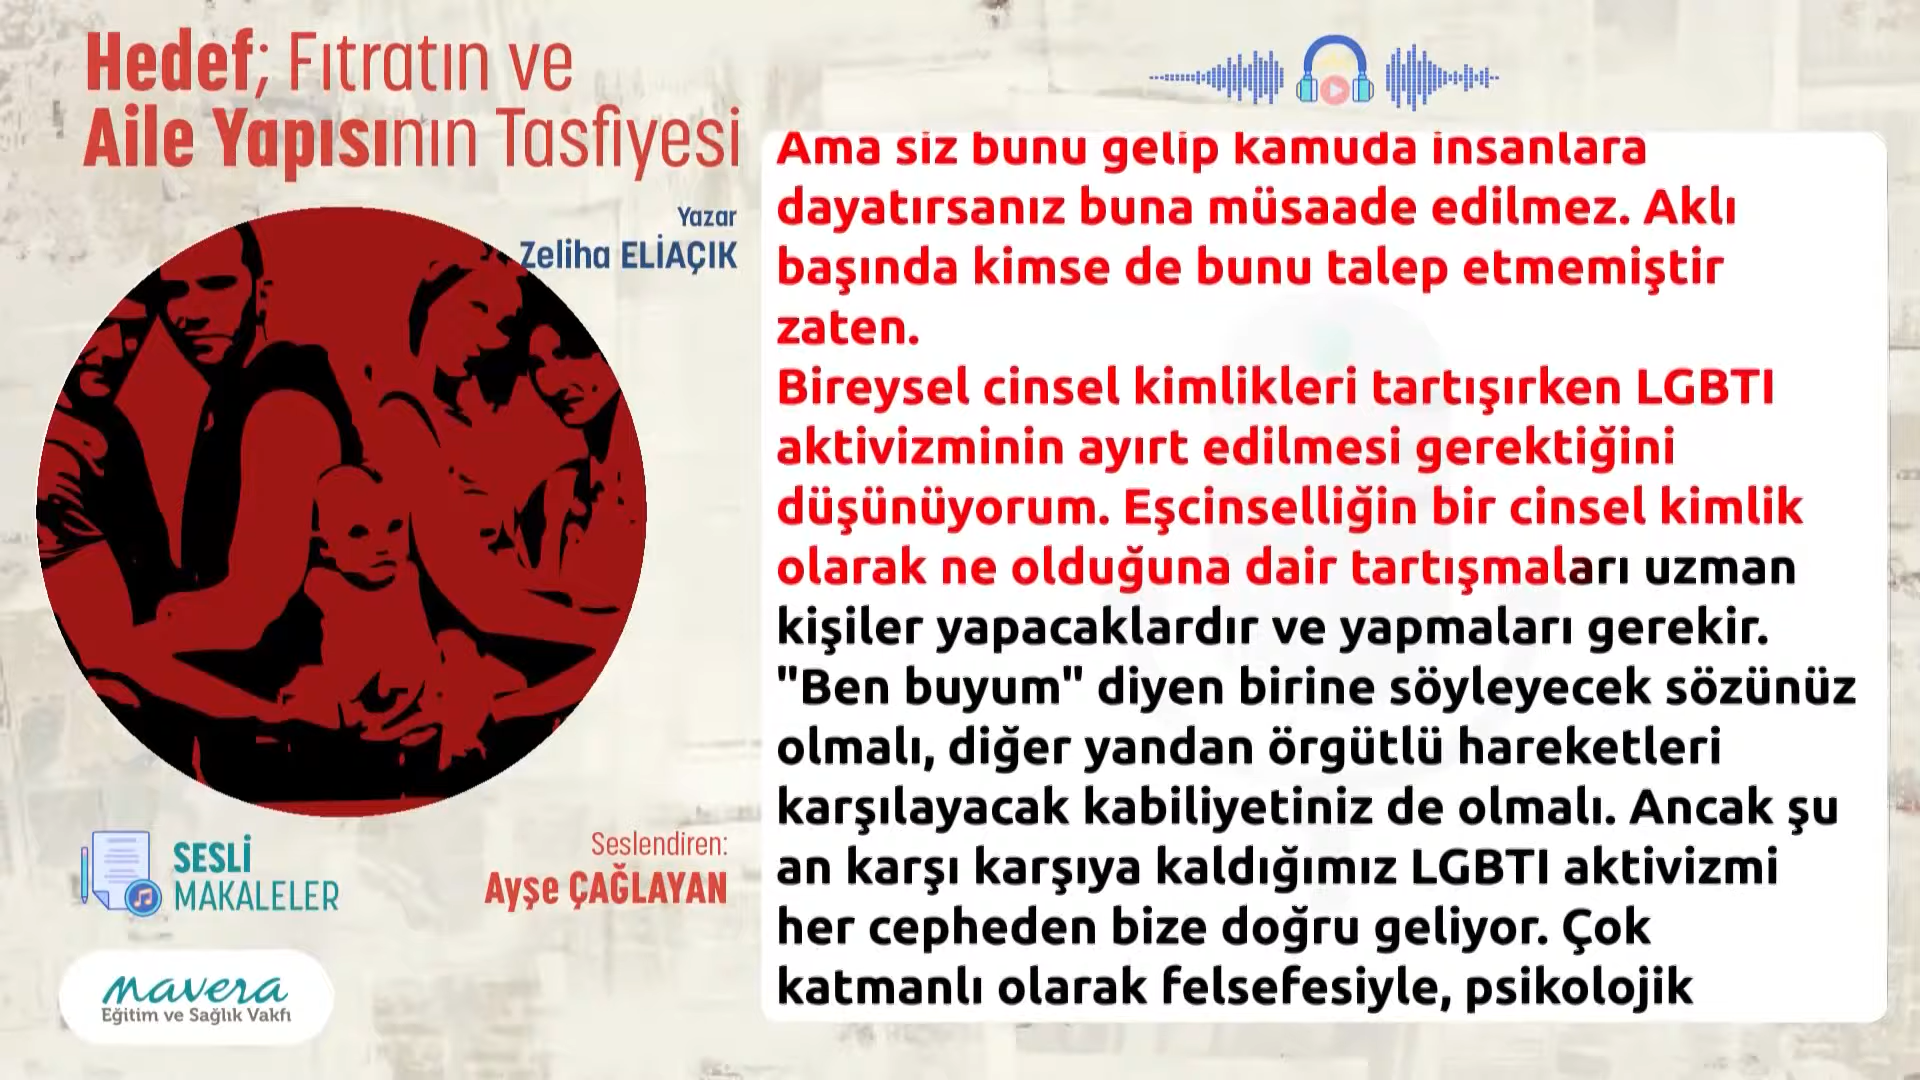 Hedef; Fıtratın ve
Aile Yapısının Tasfiyesi
Yazar
Zeliha ELİAÇIK
Ama siz bunu gelip kamuda insanlara
dayatırsanız buna müsaade edilmez. Aklı
başında kimse de bunu talep etmemiştir
zaten.
Bireysel cinsel kimlikleri tartışırken LGBTI
aktivizminin ayırt edilmesi gerektiğini
düşünüyorum. Eşcinselliğin bir cinsel kimlik
olarak ne olduğuna dair tartışmaları uzman
kişiler yapacaklardır ve yapmaları gerekir.
"Ben buyum" diyen birine söyleyecek sözünüz
olmalı, diğer yandan örgütlü hareketleri
karşılayacak kabiliyetiniz de olmalı. Ancak şu
an karşı karşıya kaldığımız LGBTI aktivizmi
her cepheden bize doğru geliyor. Çok
katmanlı olarak felsefesiyle, psikolojik
Seslendiren:
Ayşe ÇAĞLAYAN
SESLİ
MAKALELER
mavera
Eğitim ve Sağlık Vakfı